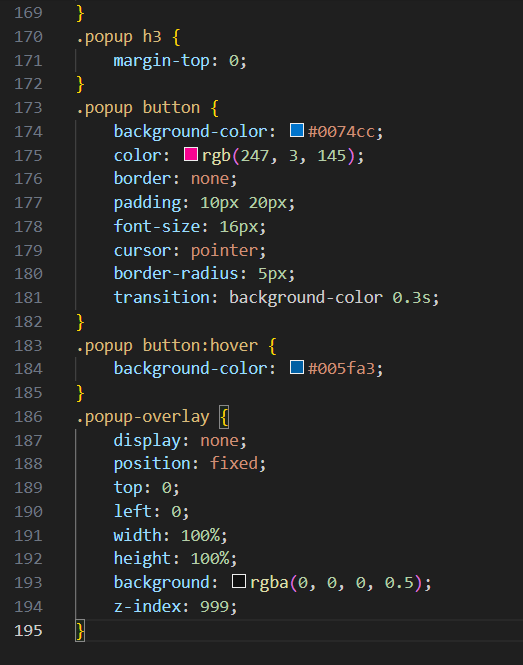 169 }
170 .popup h3 {
171     margin-top: 0;
172 }
173 .popup button {
174     background-color: #0074cc;
175     color: rgb(247, 3, 145);
176     border: none;
177     padding: 10px 20px;
178     font-size: 16px;
179     cursor: pointer;
180     border-radius: 5px;
181     transition: background-color 0.3s;
182 }
183 .popup button:hover {
184     background-color: #005fa3;
185 }
186 .popup-overlay {
187     display: none;
188     position: fixed;
189     top: 0;
190     left: 0;
191     width: 100%;
192     height: 100%;
193     background: rgba(0, 0, 0, 0.5);
194     z-index: 999;
195 }